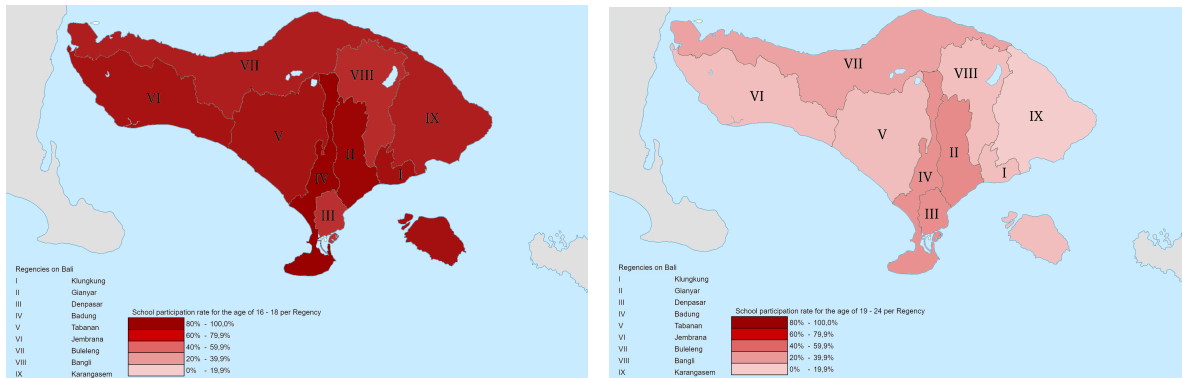 VII
VIII
VI
IX
V
II
IV
I
III
Regencies on Bali
I Klungkung
II Gianyar
III Denpasar
IV Badung
V Tabanan
VI Jembrana
VII Buleleng
VIII Bangli
IX Karangasem
School participation rate for the age of 16 - 18 per Regency
80% - 100,0%
60% - 79,9%
40% - 59,9%
20% - 39,9%
0% - 19,9%
VII
VIII
VI
IX
V
II
IV
I
III
Regencies on Bali
I Klungkung
II Gianyar
III Denpasar
IV Badung
V Tabanan
VI Jembrana
VII Buleleng
VIII Bangli
IX Karangasem
School participation rate for the age of 19 - 24 per Regency
80% - 100,0%
60% - 79,9%
40% - 59,9%
20% - 39,9%
0% - 19,9%